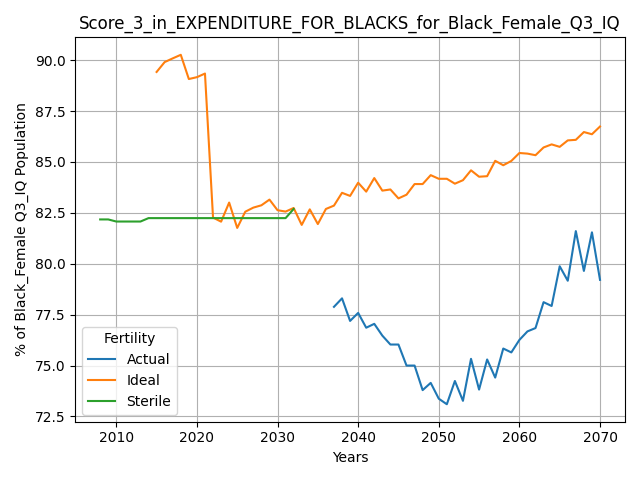 Score_3_in_EXPENDITURE_FOR_BLACKS_for_Black_Female_Q3_IQ
% of Black_Female Q3_IQ Population
90.0
87.5
85.0
82.5
80.0
77.5
75.0
72.5
Fertility
Actual
Ideal
Sterile
2010 2020 2030 2040 2050 2060 2070
Years